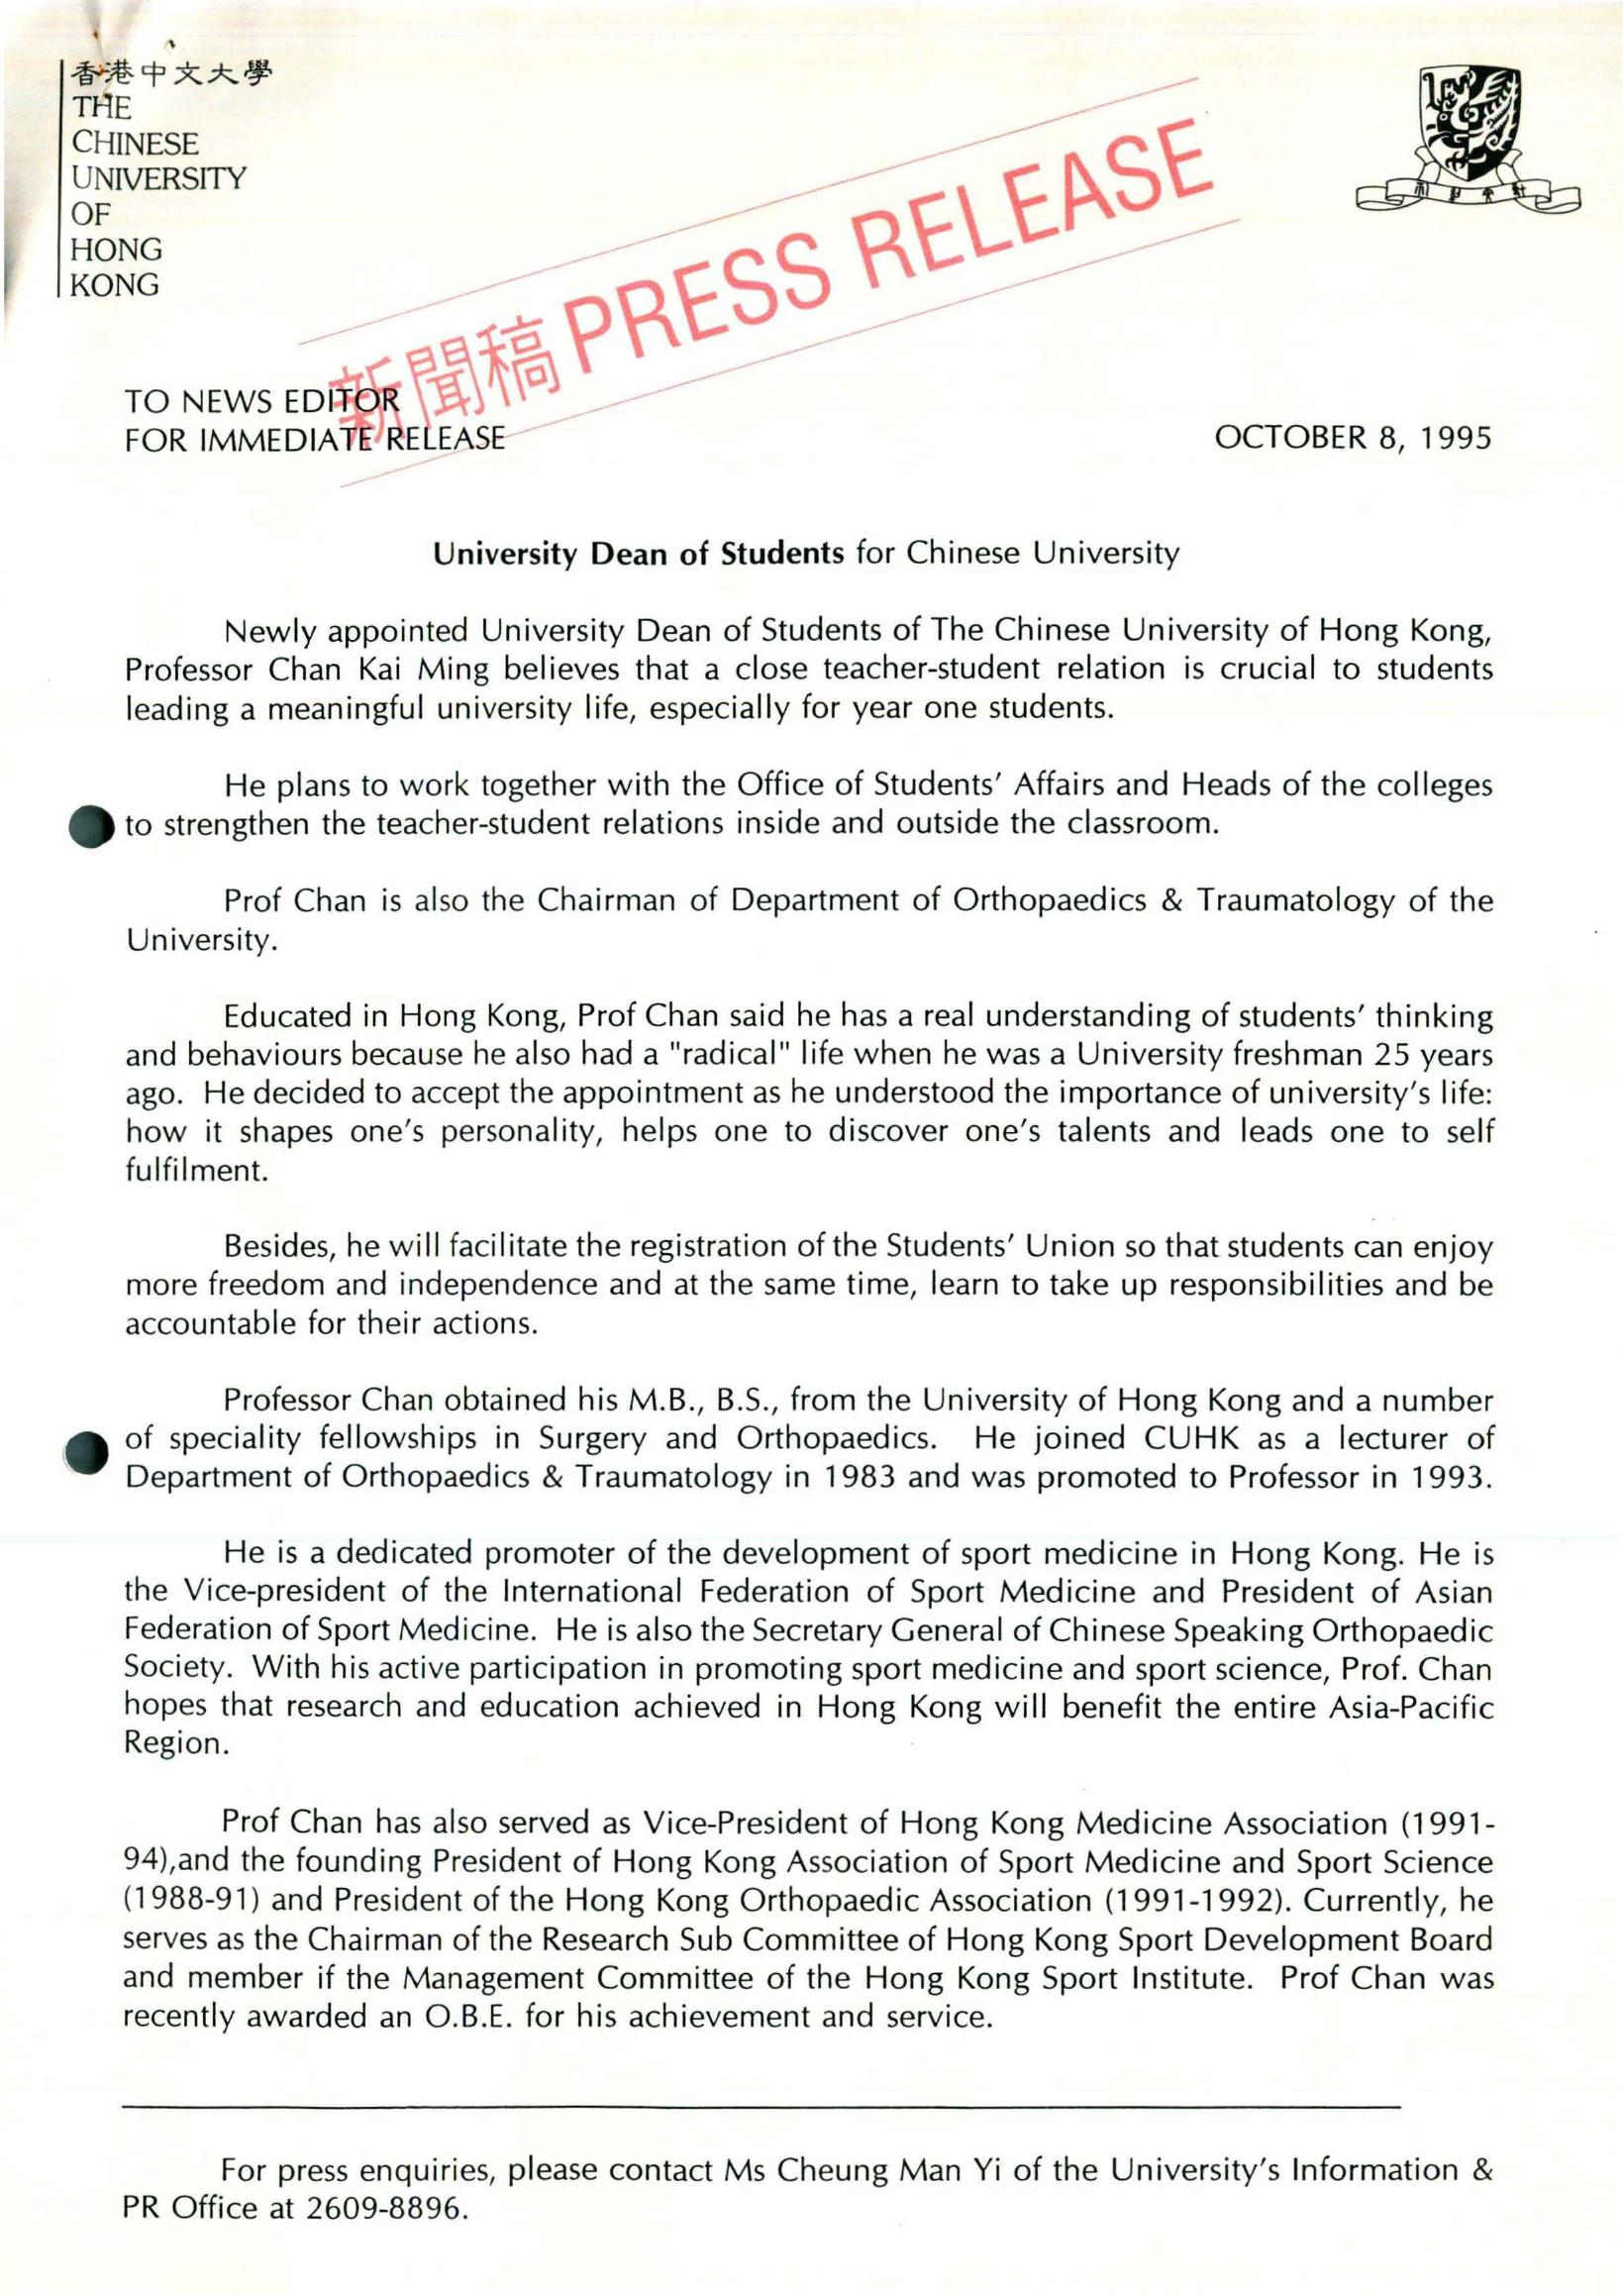 香港中文大學
THE
CHINESE
UNIVERSITY
OF
HONG
KONG
新聞稿 PRESS RELEASE
TO NEWS EDITOR
FOR IMMEDIATE RELEASE
OCTOBER 8, 1995
University Dean of Students for Chinese University
Newly appointed University Dean of Students of The Chinese University of Hong Kong,
Professor Chan Kai Ming believes that a close teacher-student relation is crucial to students
leading a meaningful university life, especially for year one students.
He plans to work together with the Office of Students' Affairs and Heads of the colleges
to strengthen the teacher-student relations inside and outside the classroom.
Prof Chan is also the Chairman of Department of Orthopaedics & Traumatology of the
University.
Educated in Hong Kong, Prof Chan said he has a real understanding of students' thinking
and behaviours because he also had a "radical" life when he was a University freshman 25 years
ago. He decided to accept the appointment as he understood the importance of university's life:
how it shapes one's personality, helps one to discover one's talents and leads one to self
fulfilment.
Besides, he will facilitate the registration of the Students' Union so that students can enjoy
more freedom and independence and at the same time, learn to take up responsibilities and be
accountable for their actions.
Professor Chan obtained his M.B., B.S., from the University of Hong Kong and a number
of speciality fellowships in Surgery and Orthopaedics. He joined CUHK as a lecturer of
Department of Orthopaedics & Traumatology in 1983 and was promoted to Professor in 1993.
He is a dedicated promoter of the development of sport medicine in Hong Kong. He is
the Vice-president of the International Federation of Sport Medicine and President of Asian
Federation of Sport Medicine. He is also the Secretary General of Chinese Speaking Orthopaedic
Society. With his active participation in promoting sport medicine and sport science, Prof. Chan
hopes that research and education achieved in Hong Kong will benefit the entire Asia-Pacific
Region.
Prof Chan has also served as Vice-President of Hong Kong Medicine Association (1991-
94),and the founding President of Hong Kong Association of Sport Medicine and Sport Science
(1988-91) and President of the Hong Kong Orthopaedic Association (1991-1992). Currently, he
serves as the Chairman of the Research Sub Committee of Hong Kong Sport Development Board
and member if the Management Committee of the Hong Kong Sport Institute. Prof Chan was
recently awarded an O.B.E. for his achievement and service.
For press enquiries, please contact Ms Cheung Man Yi of the University's Information &
PR Office at 2609-8896.